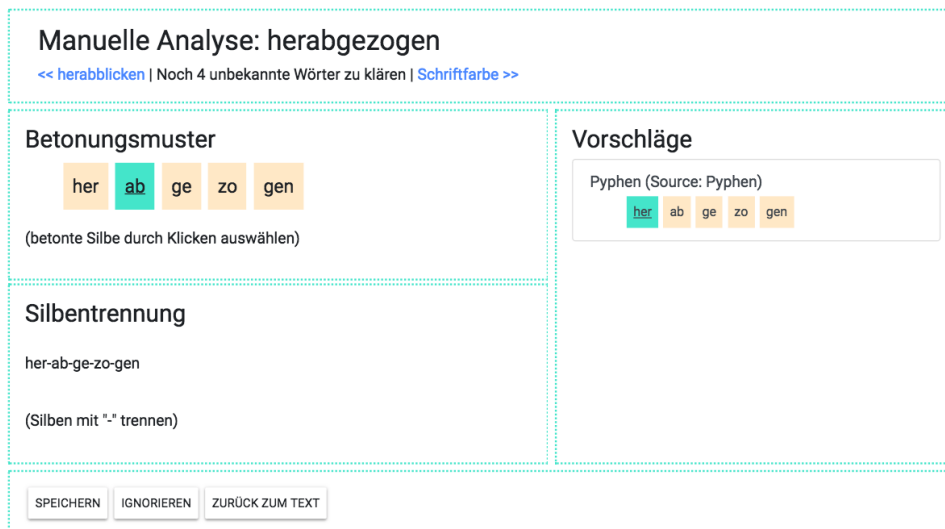 Manuelle Analyse: herabgezogen
<< herabblicken | Noch 4 unbekannte Wörter zu klären | Schriftfarbe >>
Betonungsmuster
her ab ge zo gen
(betonte Silbe durch Klicken auswählen)
Silbentrennung
her-ab-ge-zo-gen
(Silben mit "-" trennen)
Vorschläge
Pyphen (Source: Pyphen)
her ab ge zo gen
SPEICHERN IGNORIEREN ZURÜCK ZUM TEXT